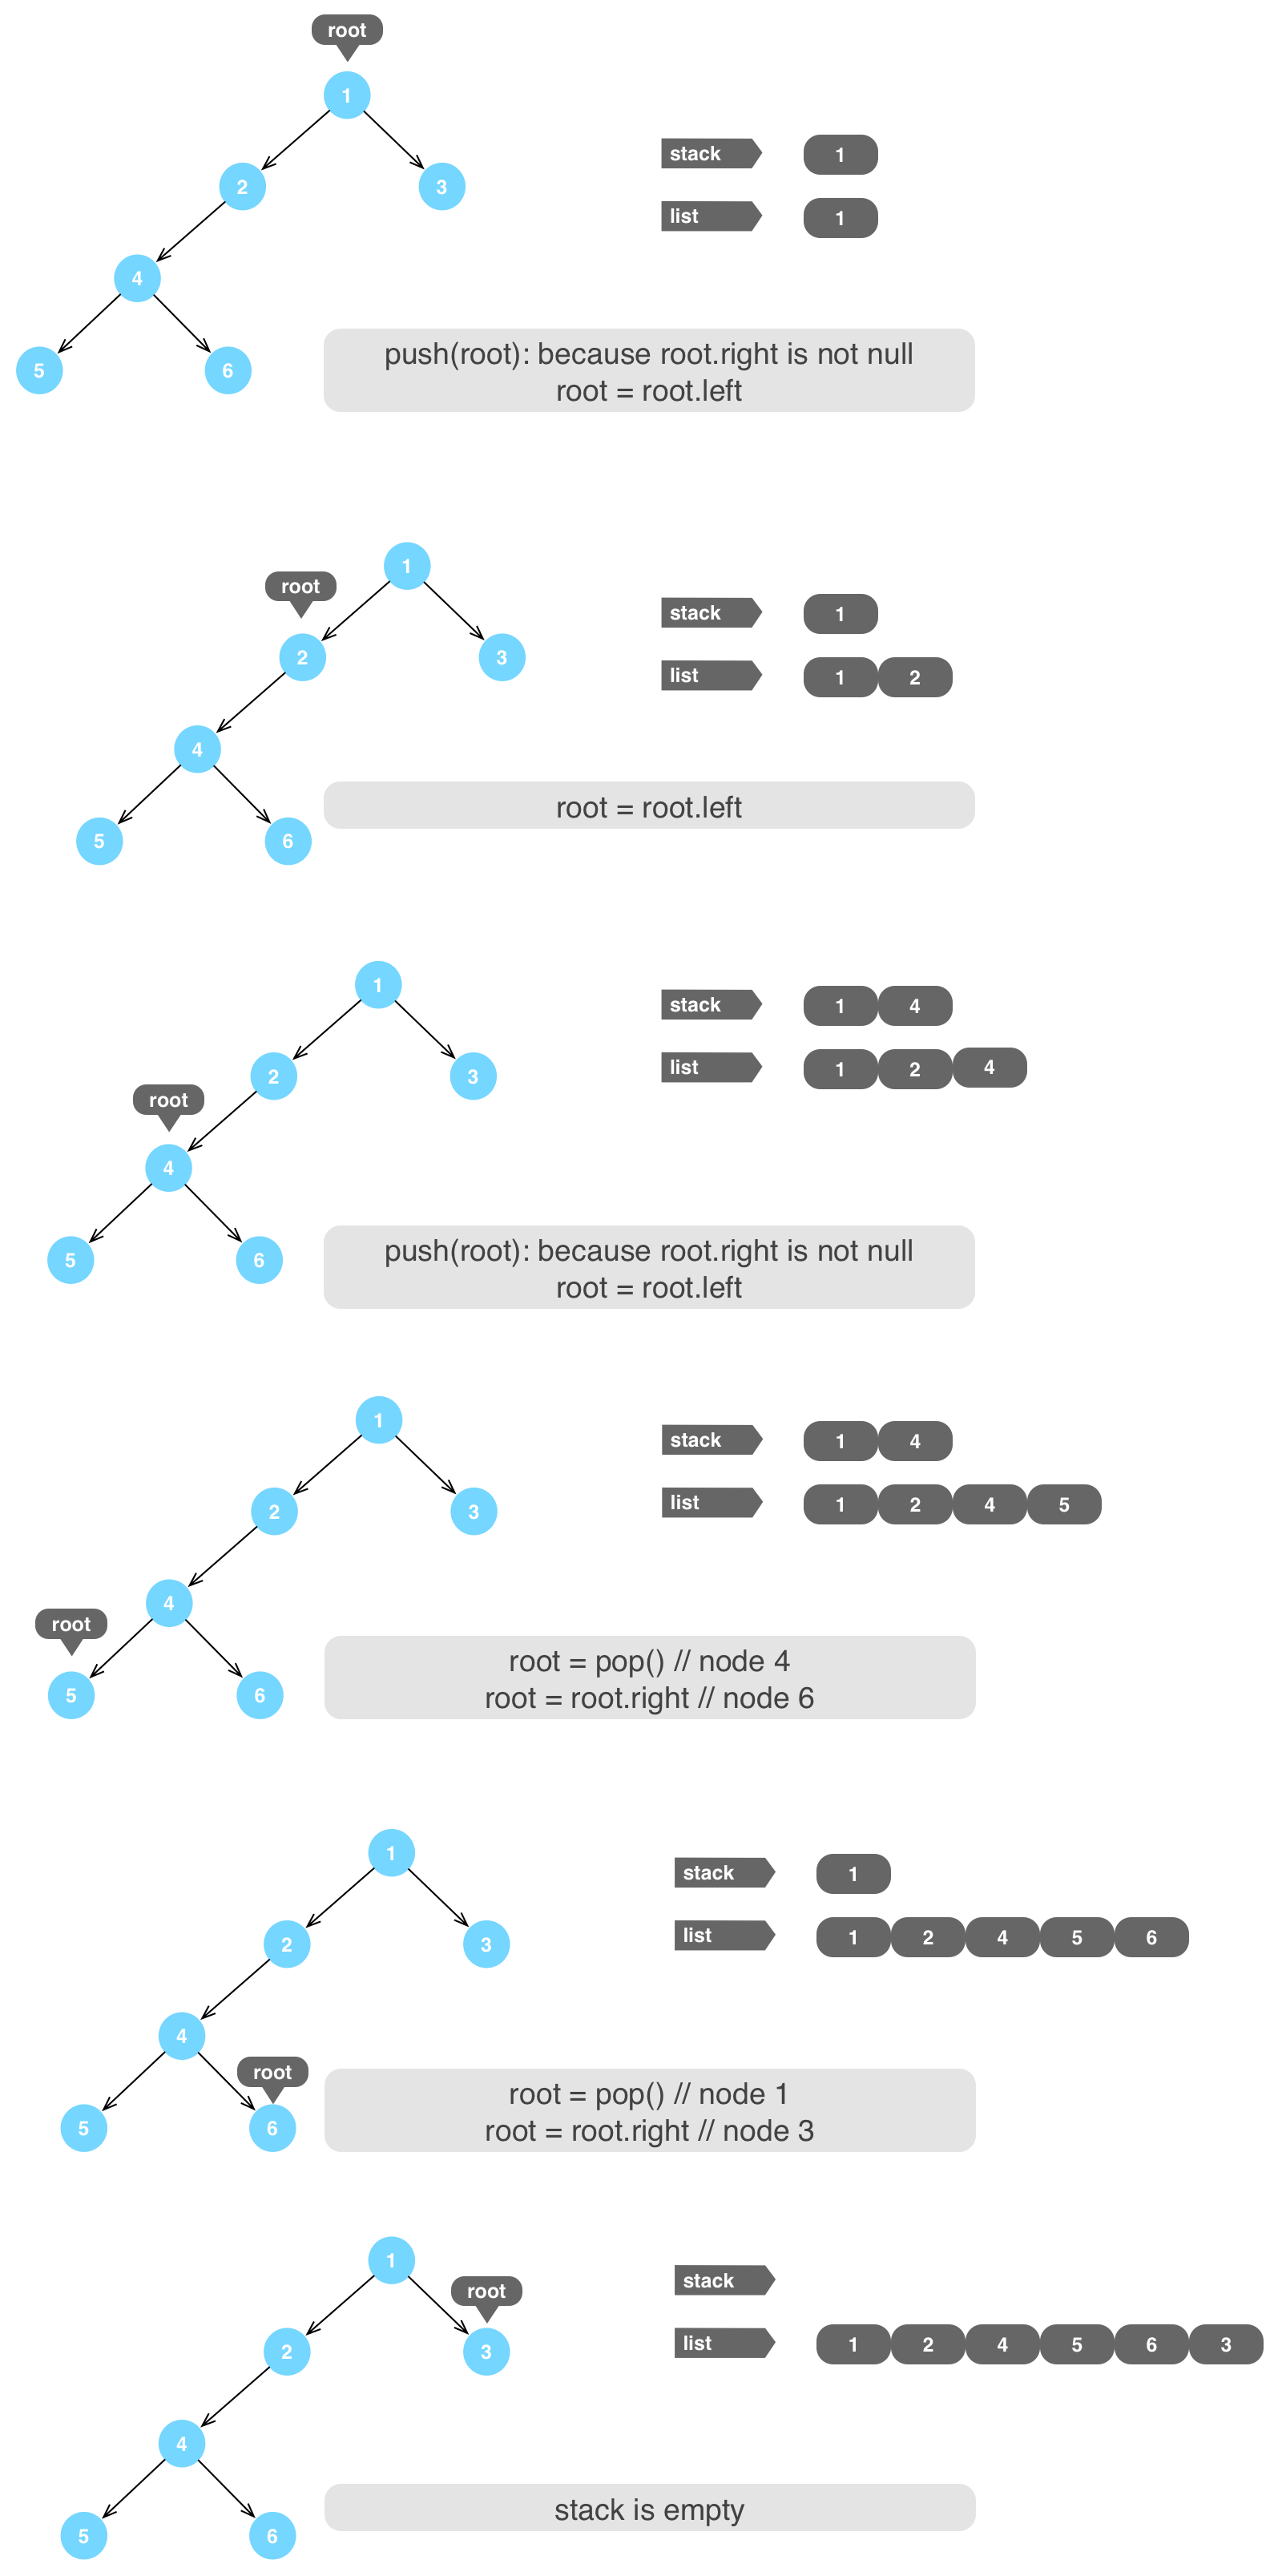 root
1
2
3
4
5
6
stack
1
list
1
push(root): because root.right is not null
root = root.left
1
root
2
3
4
5
6
stack
1
list
1 2
root = root.left
1
2
3
root
4
5
6
stack
1 4
list
1 2 4
push(root): because root.right is not null
root = root.left
1
2
3
4
root
5
6
stack
1 4
list
1 2 4 5
root = pop() // node 4
root = root.right // node 6
1
2
3
4
root
5
6
stack
1
list
1 2 4 5 6
root = pop() // node 1
root = root.right // node 3
1
root
2
3
4
5
6
stack
list
1 2 4 5 6 3
stack is empty